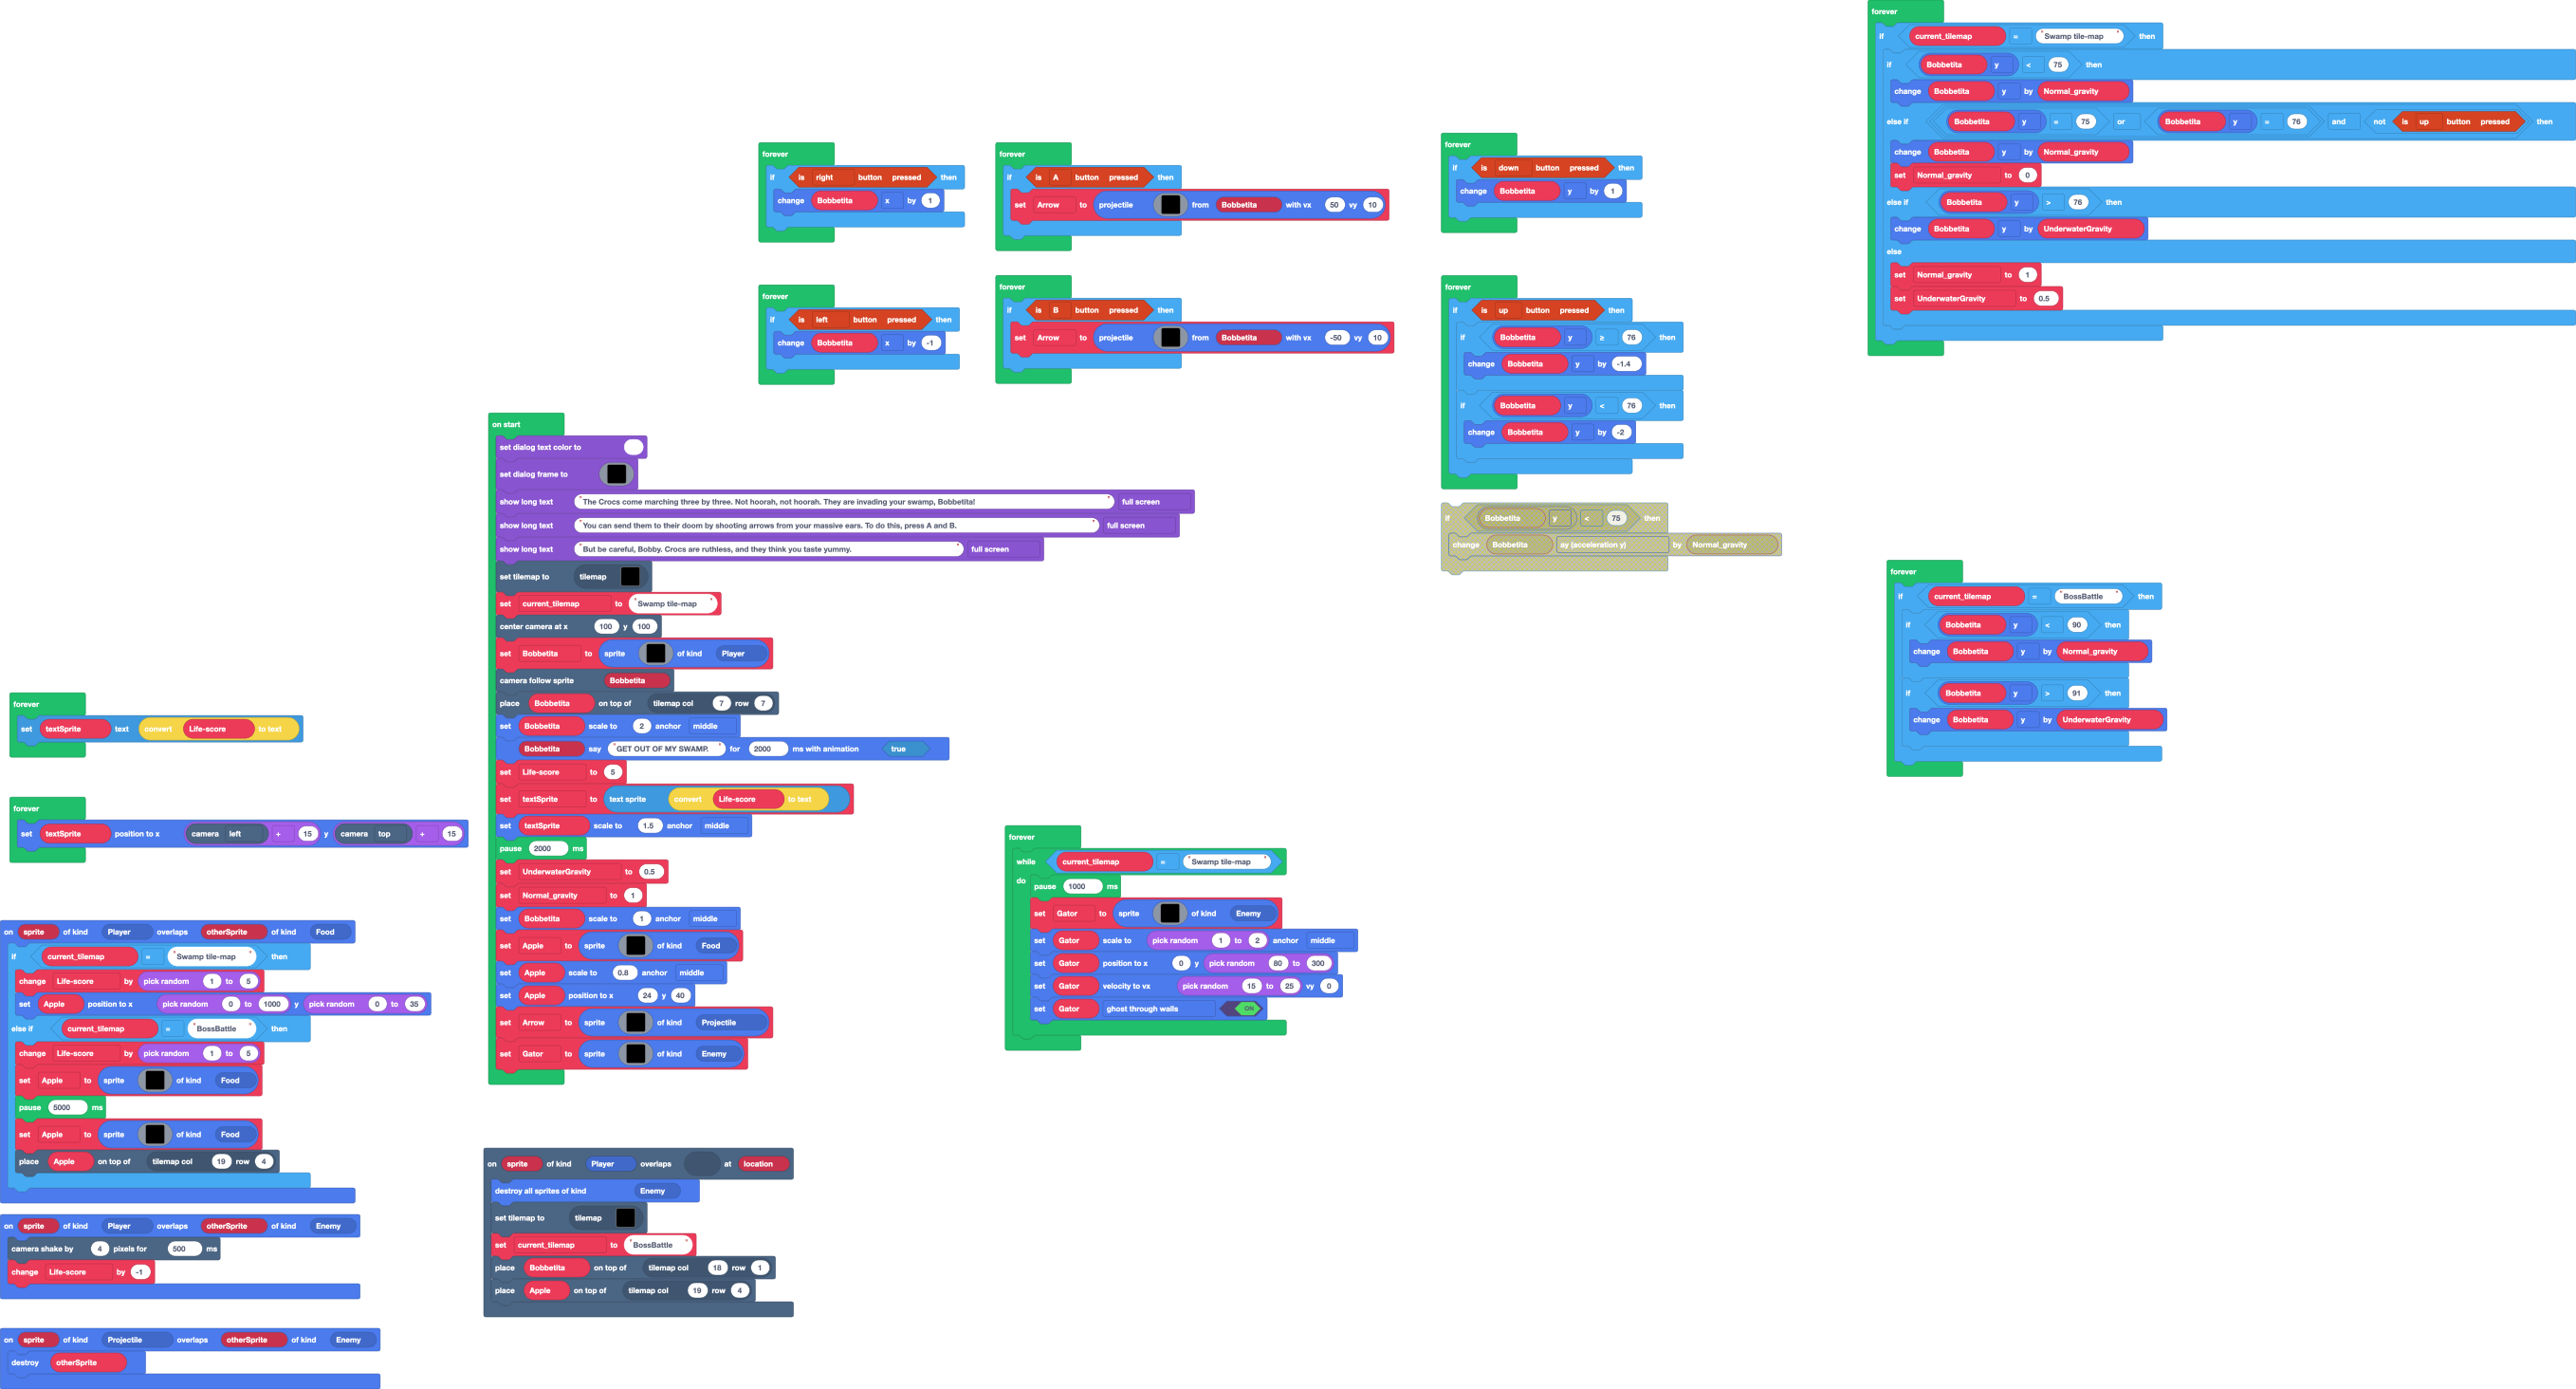 forever
if current_tilemap = "Swamp tile-map" then
if Bobbetita y < 75 then
change Bobbetita y by Normal_gravity
else if Bobbetita y = 75 or Bobbetita y = 76 and not is up button pressed then
change Bobbetita y by Normal_gravity
set Normal_gravity to 0
else if Bobbetita y > 76 then
change Bobbetita y by UnderwaterGravity
else
set Normal_gravity to 1
set UnderwaterGravity to 0.5
forever
if is right button pressed then
change Bobbetita x by 1
forever
if is A button pressed then
set Arrow to projectile from Bobbetita with vx 50 vy 10
forever
if is down button pressed then
change Bobbetita y by 1
forever
if is left button pressed then
change Bobbetita x by -1
forever
if is B button pressed then
set Arrow to projectile from Bobbetita with vx -50 vy 10
forever
if is up button pressed then
if Bobbetita y ≥ 76 then
change Bobbetita y by -1.4
if Bobbetita y < 76 then
change Bobbetita y by -2
if Bobbetita y < 75 then
change Bobbetita ay (acceleration y) by Normal_gravity
on start
set dialog text color to
set dialog frame to
show long text "The Crocs come marching three by three. Not hoorah, not hoorah. They are invading your swamp, Bobbetita!" full screen
show long text "You can send them to their doom by shooting arrows from your massive ears. To do this, press A and B." full screen
show long text "But be careful, Bobby. Crocs are ruthless, and they think you taste yummy." full screen
set tilemap to tilemap
set current_tilemap to "Swamp tile-map"
center camera at x 100 y 100
set Bobbetita to sprite of kind Player
camera follow sprite Bobbetita
place Bobbetita on top of tilemap col 7 row 7
set Bobbetita scale to 2 anchor middle
Bobbetita say "GET OUT OF MY SWAMP." for 2000 ms with animation true
set Life-score to 5
set textSprite to text sprite convert Life-score to text
set textSprite scale to 1.5 anchor middle
pause 2000 ms
set UnderwaterGravity to 0.5
set Normal_gravity to 1
set Bobbetita scale to 1 anchor middle
set Apple to sprite of kind Food
set Apple scale to 0.8 anchor middle
set Apple position to x 24 y 40
set Arrow to sprite of kind Projectile
set Gator to sprite of kind Enemy
forever
if current_tilemap = "BossBattle" then
if Bobbetita y < 90 then
change Bobbetita y by Normal_gravity
if Bobbetita y > 91 then
change Bobbetita y by UnderwaterGravity
forever
set textSprite text convert Life-score to text
forever
set textSprite position to x camera left + 15 y camera top + 15
forever
while current_tilemap = "Swamp tile-map"
do pause 1000 ms
set Gator to sprite of kind Enemy
set Gator scale to pick random 1 to 2 anchor middle
set Gator position to x 0 y pick random 80 to 300
set Gator velocity to vx pick random 15 to 25 vy 0
set Gator ghost through walls ON
on sprite of kind Player overlaps otherSprite of kind Food
if current_tilemap = "Swamp tile-map" then
change Life-score by pick random 1 to 5
set Apple position to x pick random 0 to 1000 y pick random 0 to 35
else if current_tilemap = "BossBattle" then
change Life-score by pick random 1 to 5
set Apple to sprite of kind Food
pause 5000 ms
set Apple to sprite of kind Food
place Apple on top of tilemap col 19 row 4
on sprite of kind Player overlaps at location
destroy all sprites of kind Enemy
set tilemap to tilemap
set current_tilemap to "BossBattle"
place Bobbetita on top of tilemap col 18 row 1
place Apple on top of tilemap col 19 row 4
on sprite of kind Player overlaps otherSprite of kind Enemy
camera shake by 4 pixels for 500 ms
change Life-score by -1
on sprite of kind Projectile overlaps otherSprite of kind Enemy
destroy otherSprite